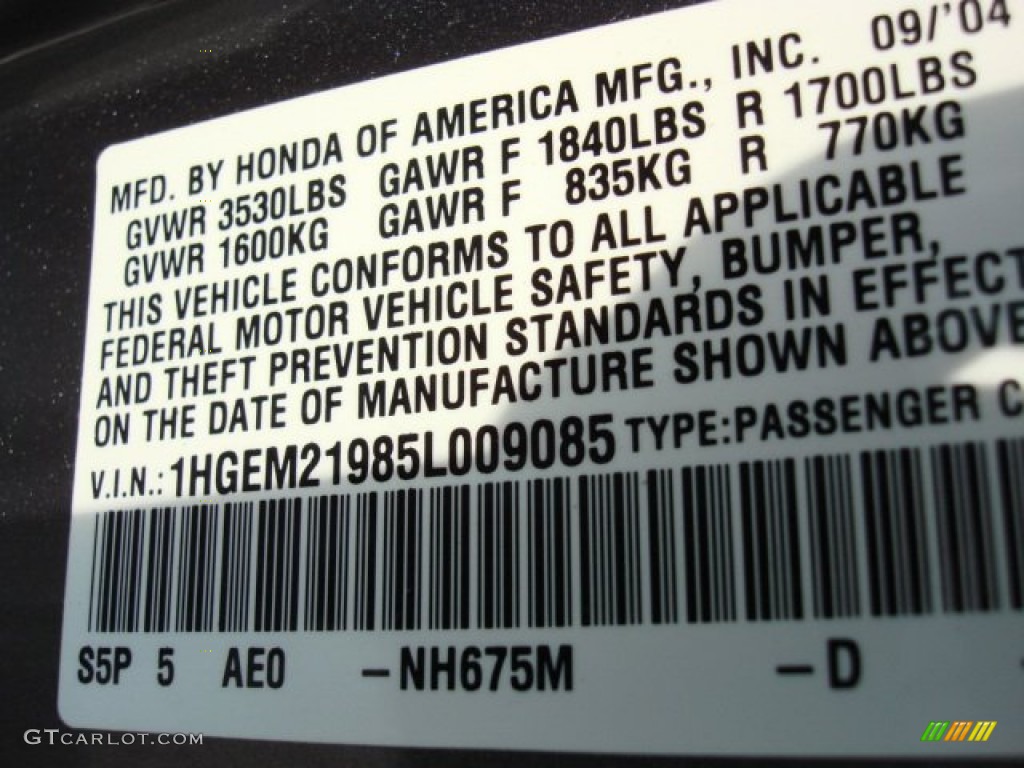 MFD. BY HONDA OF AMERICA MFG., INC. 09/'04
GVWR 3530LBS GAWR F 1840LBS R 1700LBS
GVWR 1600KG GAWR F 835KG R 770KG
THIS VEHICLE CONFORMS TO ALL APPLICABLE
FEDERAL MOTOR VEHICLE SAFETY, BUMPER,
AND THEFT PREVENTION STANDARDS IN EFFECT
ON THE DATE OF MANUFACTURE SHOWN ABOVE
V.I.N.: 1HGEM21985L009085 TYPE:PASSENGER C
S5P 5 AE0 -NH675M -D
GTCARLOT.COM